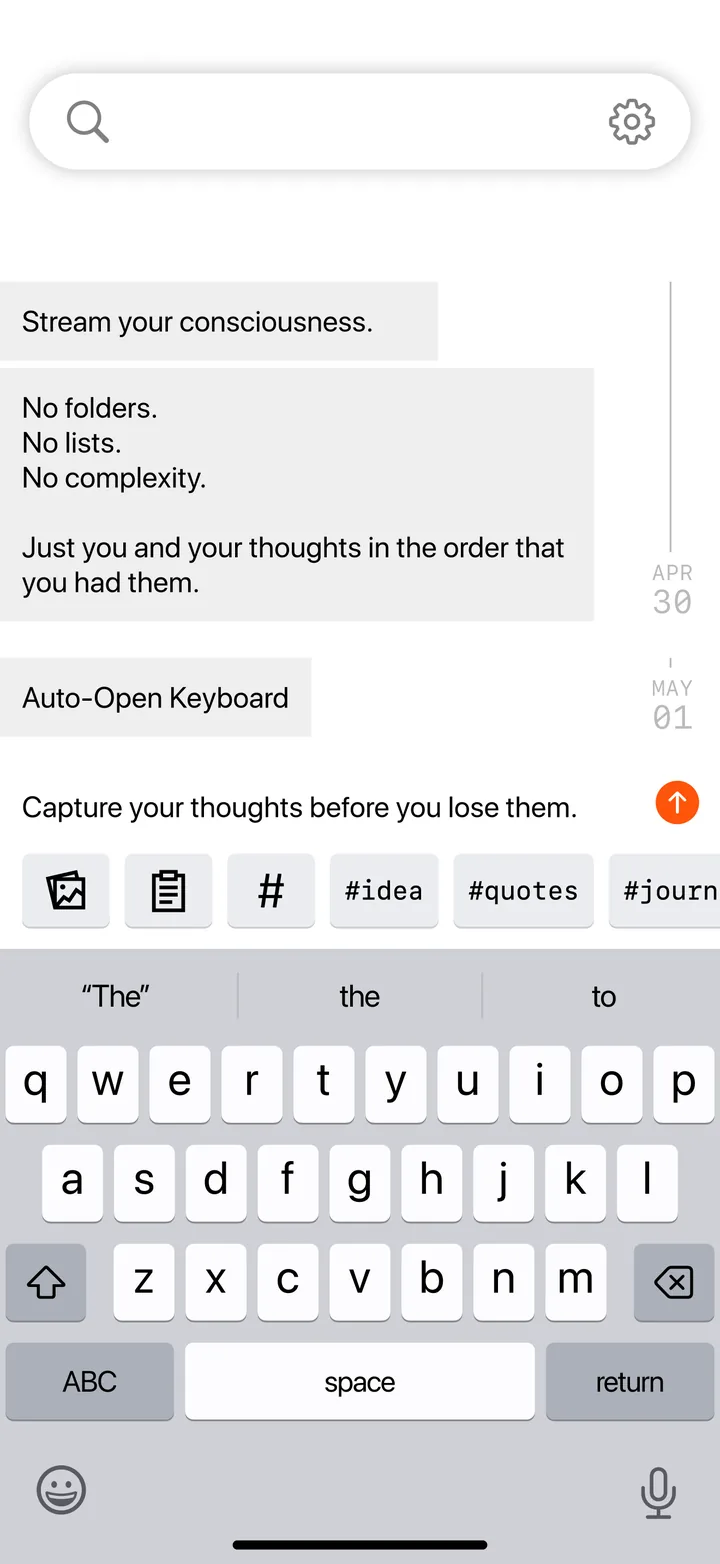 Stream your consciousness.
No folders.
No lists.
No complexity.
Just you and your thoughts in the order that
you had them.
APR
30
Auto-Open Keyboard
MAY
01
Capture your thoughts before you lose them.
# #idea #quotes #journ
“The” the to
q w e r t y u i o p
a s d f g h j k l
z x c v b n m
ABC space return